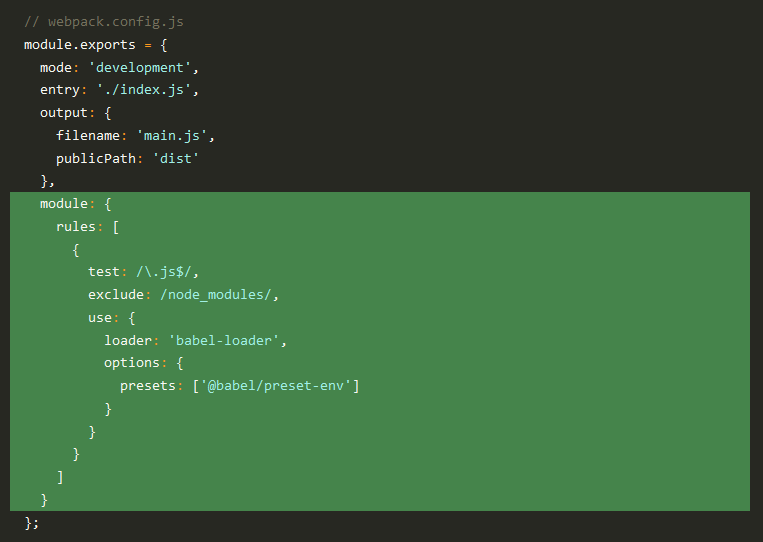 // webpack.config.js
module.exports = {
  mode: 'development',
  entry: './index.js',
  output: {
    filename: 'main.js',
    publicPath: 'dist'
  },
  module: {
    rules: [
      {
        test: /\.js$/,
        exclude: /node_modules/,
        use: {
          loader: 'babel-loader',
          options: {
            presets: ['@babel/preset-env']
          }
        }
      }
    ]
  }
};